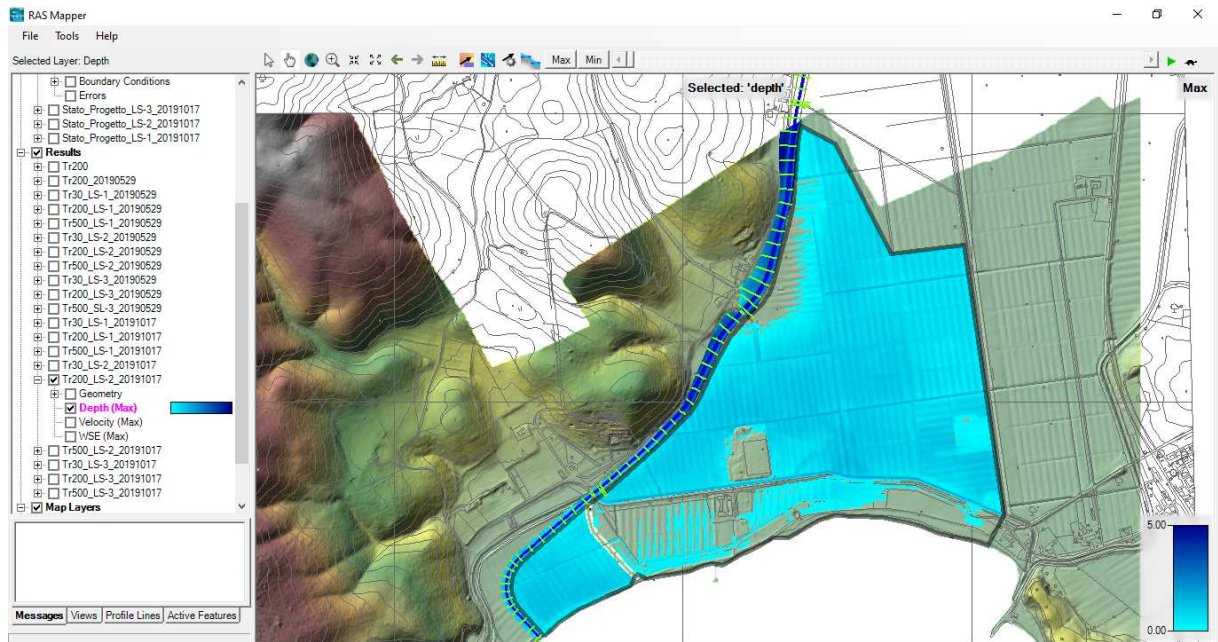 RAS Mapper
File Tools Help
Selected Layer: Depth
Max Min
Boundary Conditions
Errors
Stato_Progetto_LS-3_20191017
Stato_Progetto_LS-2_20191017
Stato_Progetto_LS-1_20191017
Results
Tr200
Tr200_20190529
Tr30_LS-1_20190529
Tr200_LS-1_20190529
Tr500_LS-1_20190529
Tr30_LS-2_20190529
Tr200_LS-2_20190529
Tr500_LS-2_20190529
Tr30_LS-3_20190529
Tr200_LS-3_20190529
Tr500_SL-3_20190529
Tr30_LS-1_20191017
Tr200_LS-1_20191017
Tr500_LS-1_20191017
Tr30_LS-2_20191017
Tr200_LS-2_20191017
Geometry
Depth (Max)
Velocity (Max)
WSE (Max)
Tr500_LS-2_20191017
Tr30_LS-3_20191017
Tr200_LS-3_20191017
Tr500_LS-3_20191017
Map Layers
Messages Views Profile Lines Active Features
Selected: 'depth'
Max
5.00
0.00